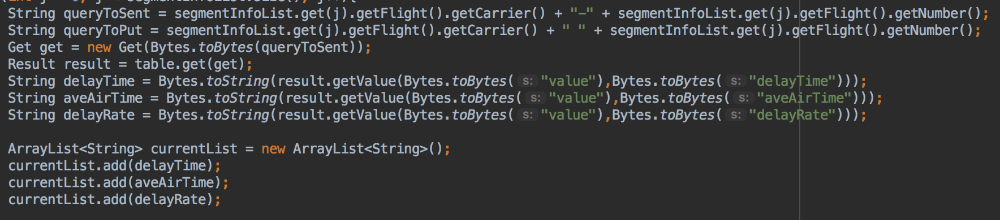 String queryToSent = segmentInfoList.get(j).getFlight().getCarrier() + "-" + segmentInfoList.get(j).getFlight().getNumber();
String queryToPut = segmentInfoList.get(j).getFlight().getCarrier() + " " + segmentInfoList.get(j).getFlight().getNumber();
Get get = new Get(Bytes.toBytes(queryToSent));
Result result = table.get(get);
String delayTime = Bytes.toString(result.getValue(Bytes.toBytes( s: "value"),Bytes.toBytes( s: "delayTime")));
String aveAirTime = Bytes.toString(result.getValue(Bytes.toBytes( s: "value"),Bytes.toBytes( s: "aveAirTime")));
String delayRate = Bytes.toString(result.getValue(Bytes.toBytes( s: "value"),Bytes.toBytes( s: "delayRate")));
ArrayList<String> currentList = new ArrayList<String>();
currentList.add(delayTime);
currentList.add(aveAirTime);
currentList.add(delayRate);